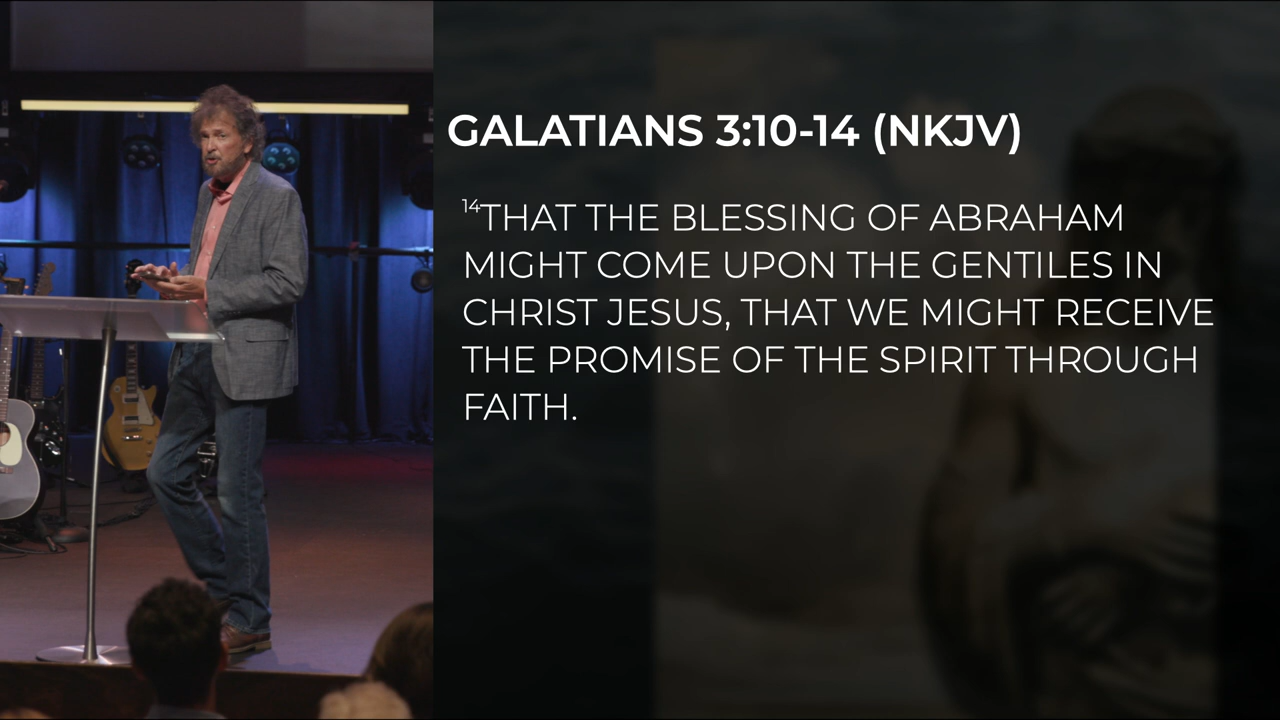 GALATIANS 3:10-14 (NKJV)
14THAT THE BLESSING OF ABRAHAM
MIGHT COME UPON THE GENTILES IN
CHRIST JESUS, THAT WE MIGHT RECEIVE
THE PROMISE OF THE SPIRIT THROUGH
FAITH.